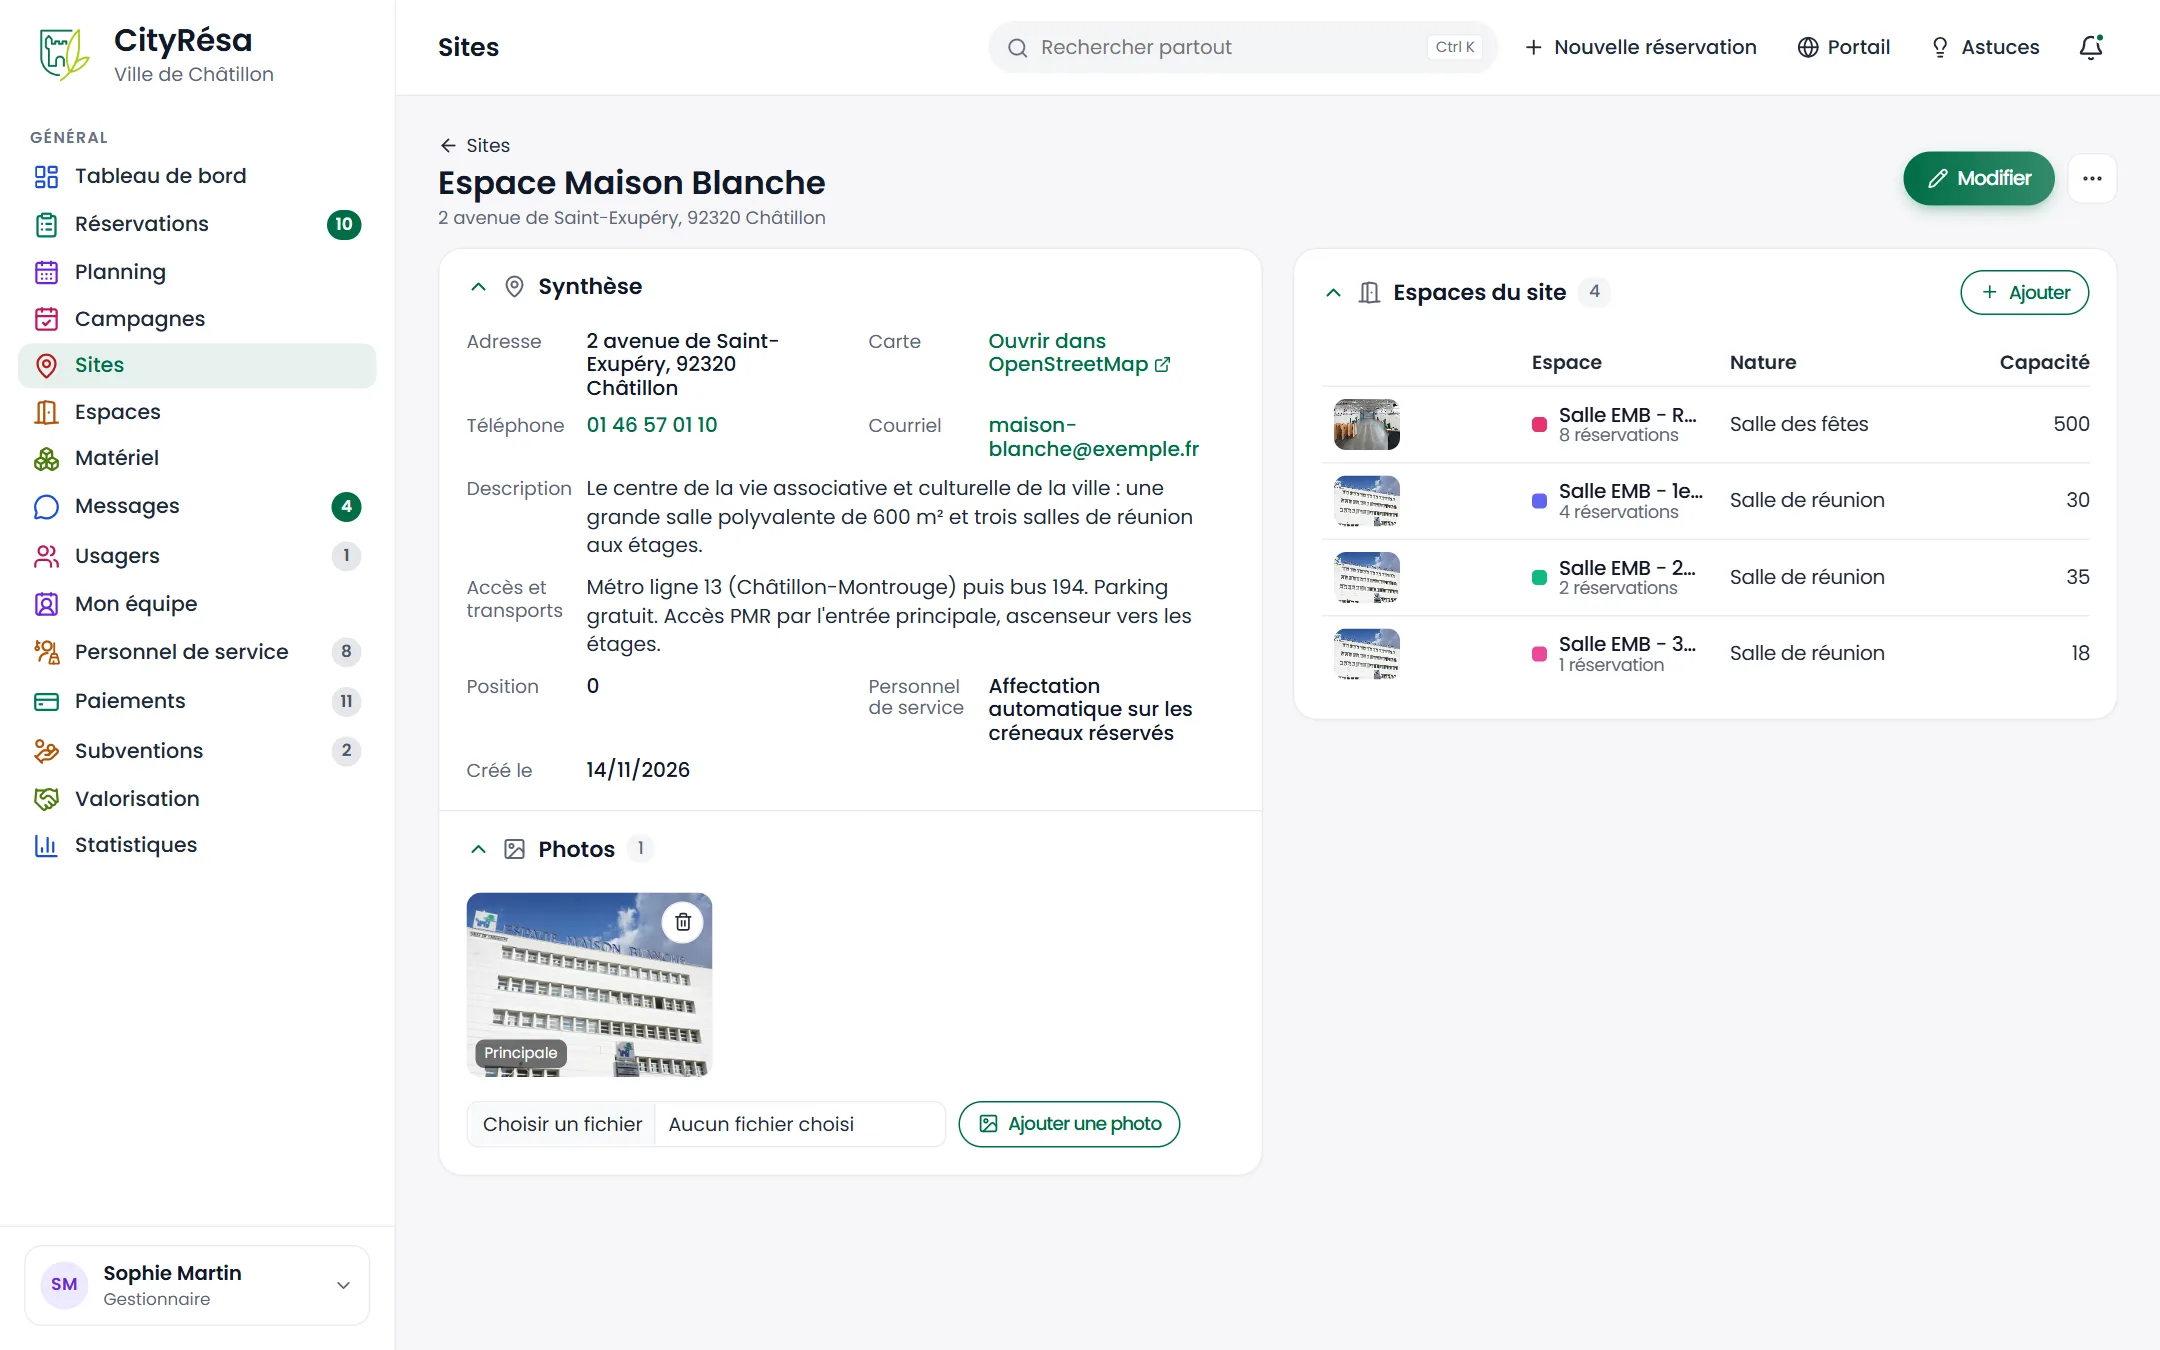 CityRésa
Ville de Châtillon
GÉNÉRAL
Tableau de bord
Réservations 10
Planning
Campagnes
Sites
Espaces
Matériel
Messages 4
Usagers 1
Mon équipe
Personnel de service 8
Paiements 11
Subventions 2
Valorisation
Statistiques
SM
Sophie Martin
Gestionnaire
Sites
Rechercher partout Ctrl K
Nouvelle réservation
Portail
Astuces
Sites
Espace Maison Blanche
2 avenue de Saint-Exupéry, 92320 Châtillon
Modifier
Synthèse
Adresse
2 avenue de Saint-
Exupéry, 92320
Châtillon
Carte
Ouvrir dans
OpenStreetMap
Téléphone
01 46 57 01 10
Courriel
maison-
blanche@exemple.fr
Description
Le centre de la vie associative et culturelle de la ville : une
grande salle polyvalente de 600 m² et trois salles de réunion
aux étages.
Accès et
transports
Métro ligne 13 (Châtillon-Montrouge) puis bus 194. Parking
gratuit. Accès PMR par l'entrée principale, ascenseur vers les
étages.
Position
0
Personnel
de service
Affectation
automatique sur les
créneaux réservés
Créé le
14/11/2026
Photos 1
ESPACE MAISON BLANCHE
Principale
Choisir un fichier
Aucun fichier choisi
Ajouter une photo
Espaces du site 4
Ajouter
Espace Nature Capacité
Salle EMB - R...
8 réservations
Salle des fêtes
500
Salle EMB - 1e...
4 réservations
Salle de réunion
30
Salle EMB - 2...
2 réservations
Salle de réunion
35
Salle EMB - 3...
1 réservation
Salle de réunion
18